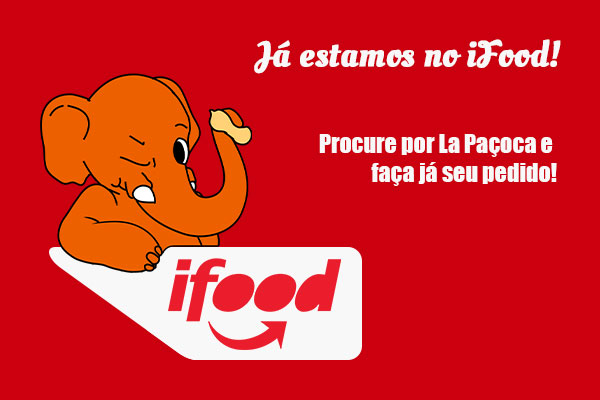 Já estamos no iFood!
Procure por La Paçoca e
faça já seu pedido!
ifood